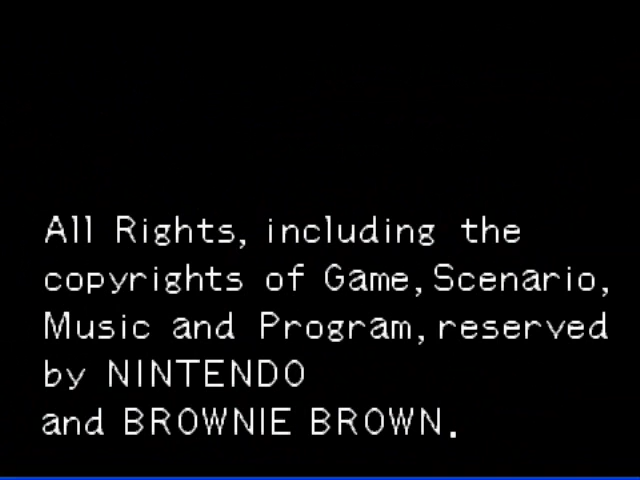 All Rights, including the
copyrights of Game, Scenario,
Music and Program, reserved
by NINTENDO
and BROWNIE BROWN.